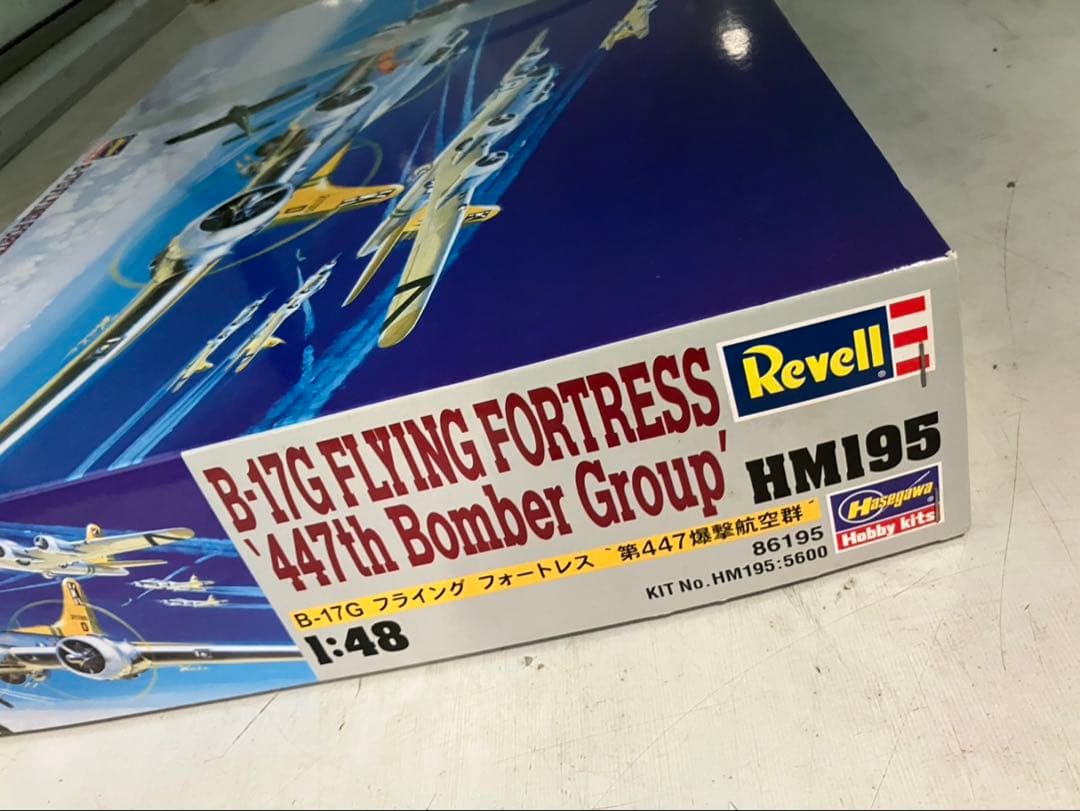 B-17G FLYING FORTRESS
'447th Bomber Group'
B-17G フライング フォートレス `第447爆撃航空群´
1:48
Revell
HM195
86195
KIT No. HM195:5600
Hasegawa
Hobby kits